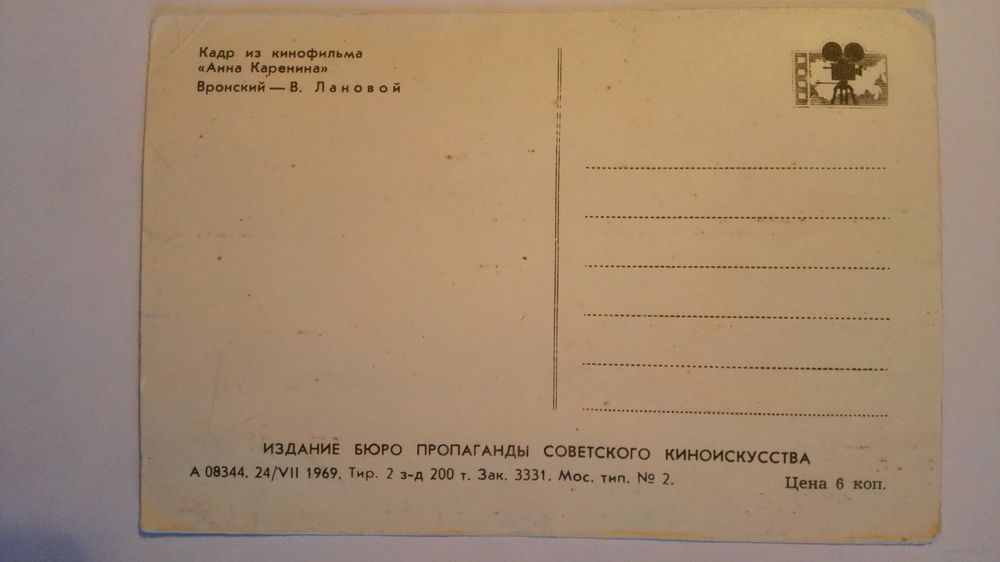 Кадр из кинофильма
«Анна Каренина»
Вронский — В. Лановой
ИЗДАНИЕ БЮРО ПРОПАГАНДЫ СОВЕТСКОГО КИНОИСКУССТВА
А 08344. 24/VII 1969. Тир. 2 з-д 200 т. Зак. 3331. Мос. тип. № 2.
Цена 6 коп.